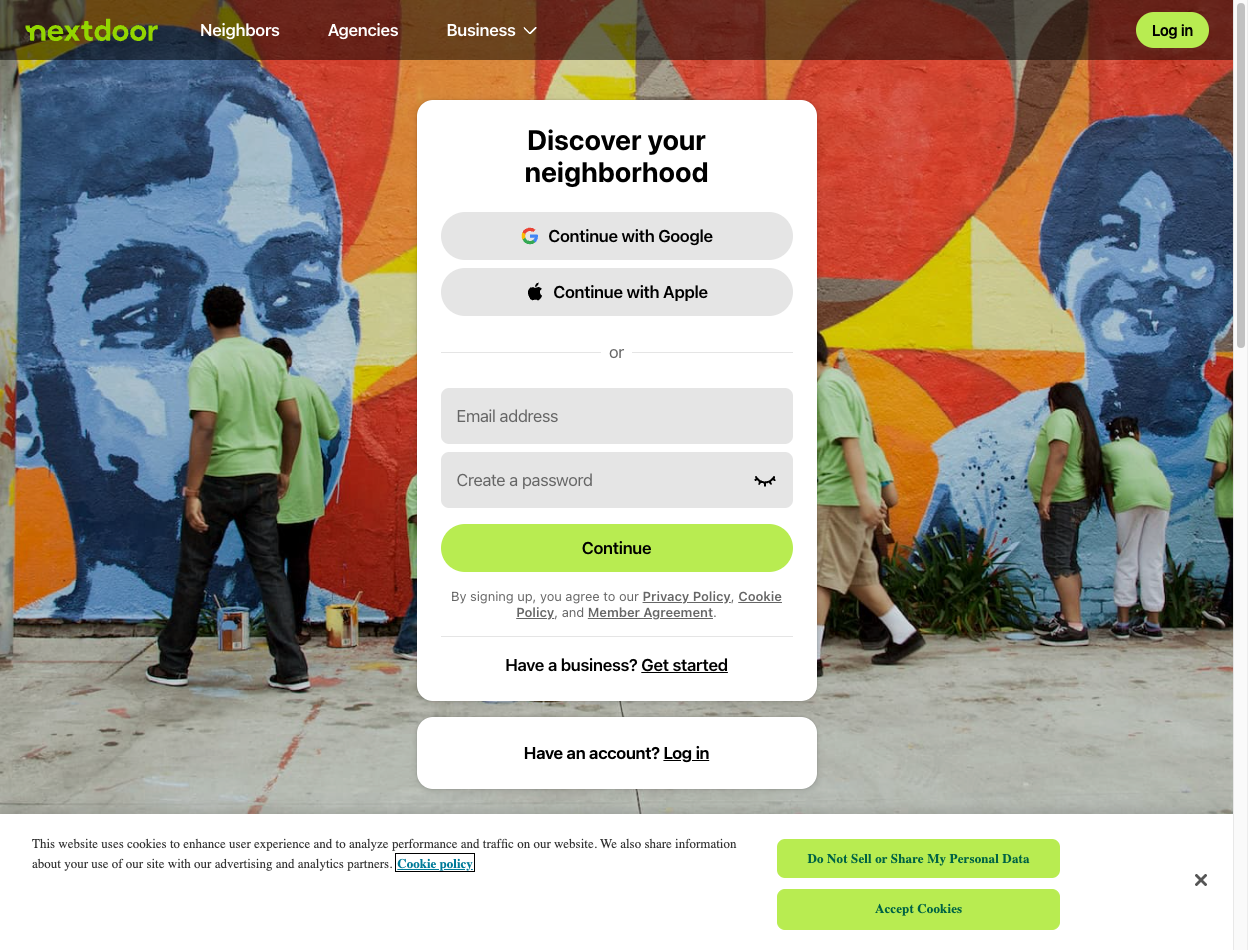 nextdoor
Neighbors
Agencies
Business
Log in
Discover your
neighborhood
Continue with Google
Continue with Apple
or
Email address
Create a password
Continue
By signing up, you agree to our Privacy Policy, Cookie
Policy, and Member Agreement.
Have a business? Get started
Have an account? Log in
This website uses cookies to enhance user experience and to analyze performance and traffic on our website. We also share information
about your use of our site with our advertising and analytics partners. Cookie policy
Do Not Sell or Share My Personal Data
Accept Cookies